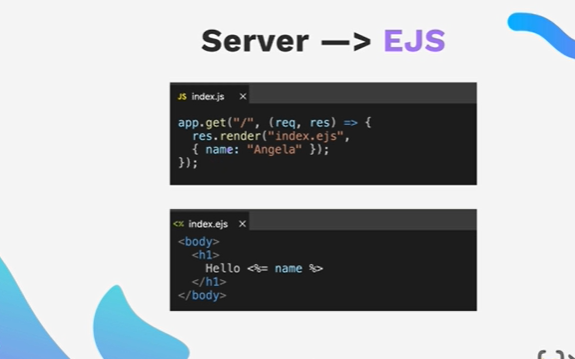 Server —> EJS
JS index.js ×
app.get("/", (req, res) => {
res.render("index.ejs",
{ name: "Angela" });
});
<% index.ejs ×
<body>
<h1>
Hello <%= name %>
</h1>
</body>